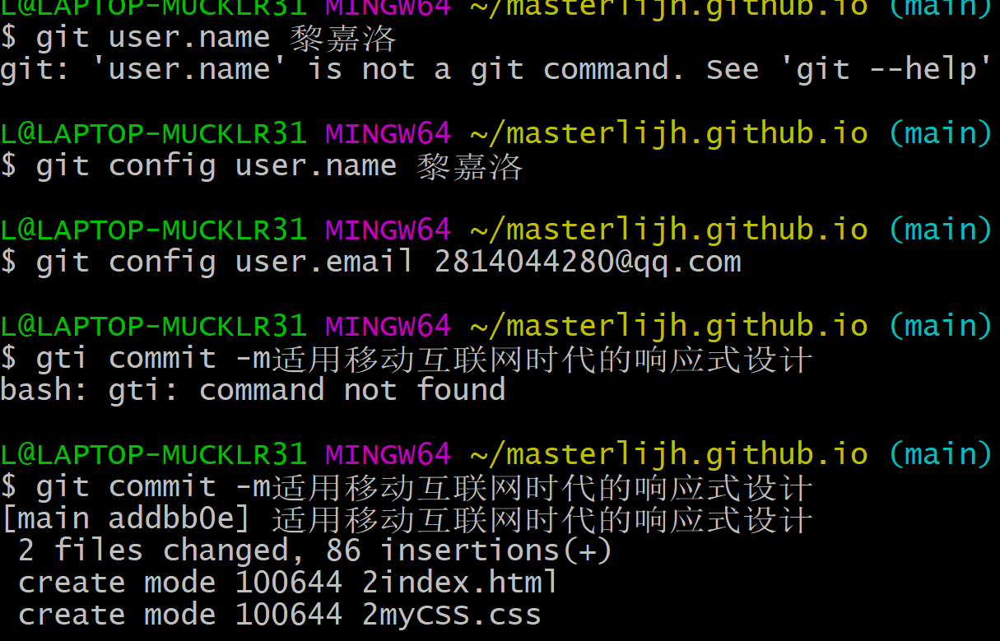 L@LAPTOP-MUCKLR31 MINGW64 ~/masterlijh.github.io (main)
$ git user.name 黎嘉洛
git: 'user.name' is not a git command. See 'git --help'
L@LAPTOP-MUCKLR31 MINGW64 ~/masterlijh.github.io (main)
$ git config user.name 黎嘉洛
L@LAPTOP-MUCKLR31 MINGW64 ~/masterlijh.github.io (main)
$ git config user.email 2814044280@qq.com
L@LAPTOP-MUCKLR31 MINGW64 ~/masterlijh.github.io (main)
$ gti commit -m适用移动互联网时代的响应式设计
bash: gti: command not found
L@LAPTOP-MUCKLR31 MINGW64 ~/masterlijh.github.io (main)
$ git commit -m适用移动互联网时代的响应式设计
[main addbb0e] 适用移动互联网时代的响应式设计
 2 files changed, 86 insertions(+)
 create mode 100644 2index.html
 create mode 100644 2myCSS.css